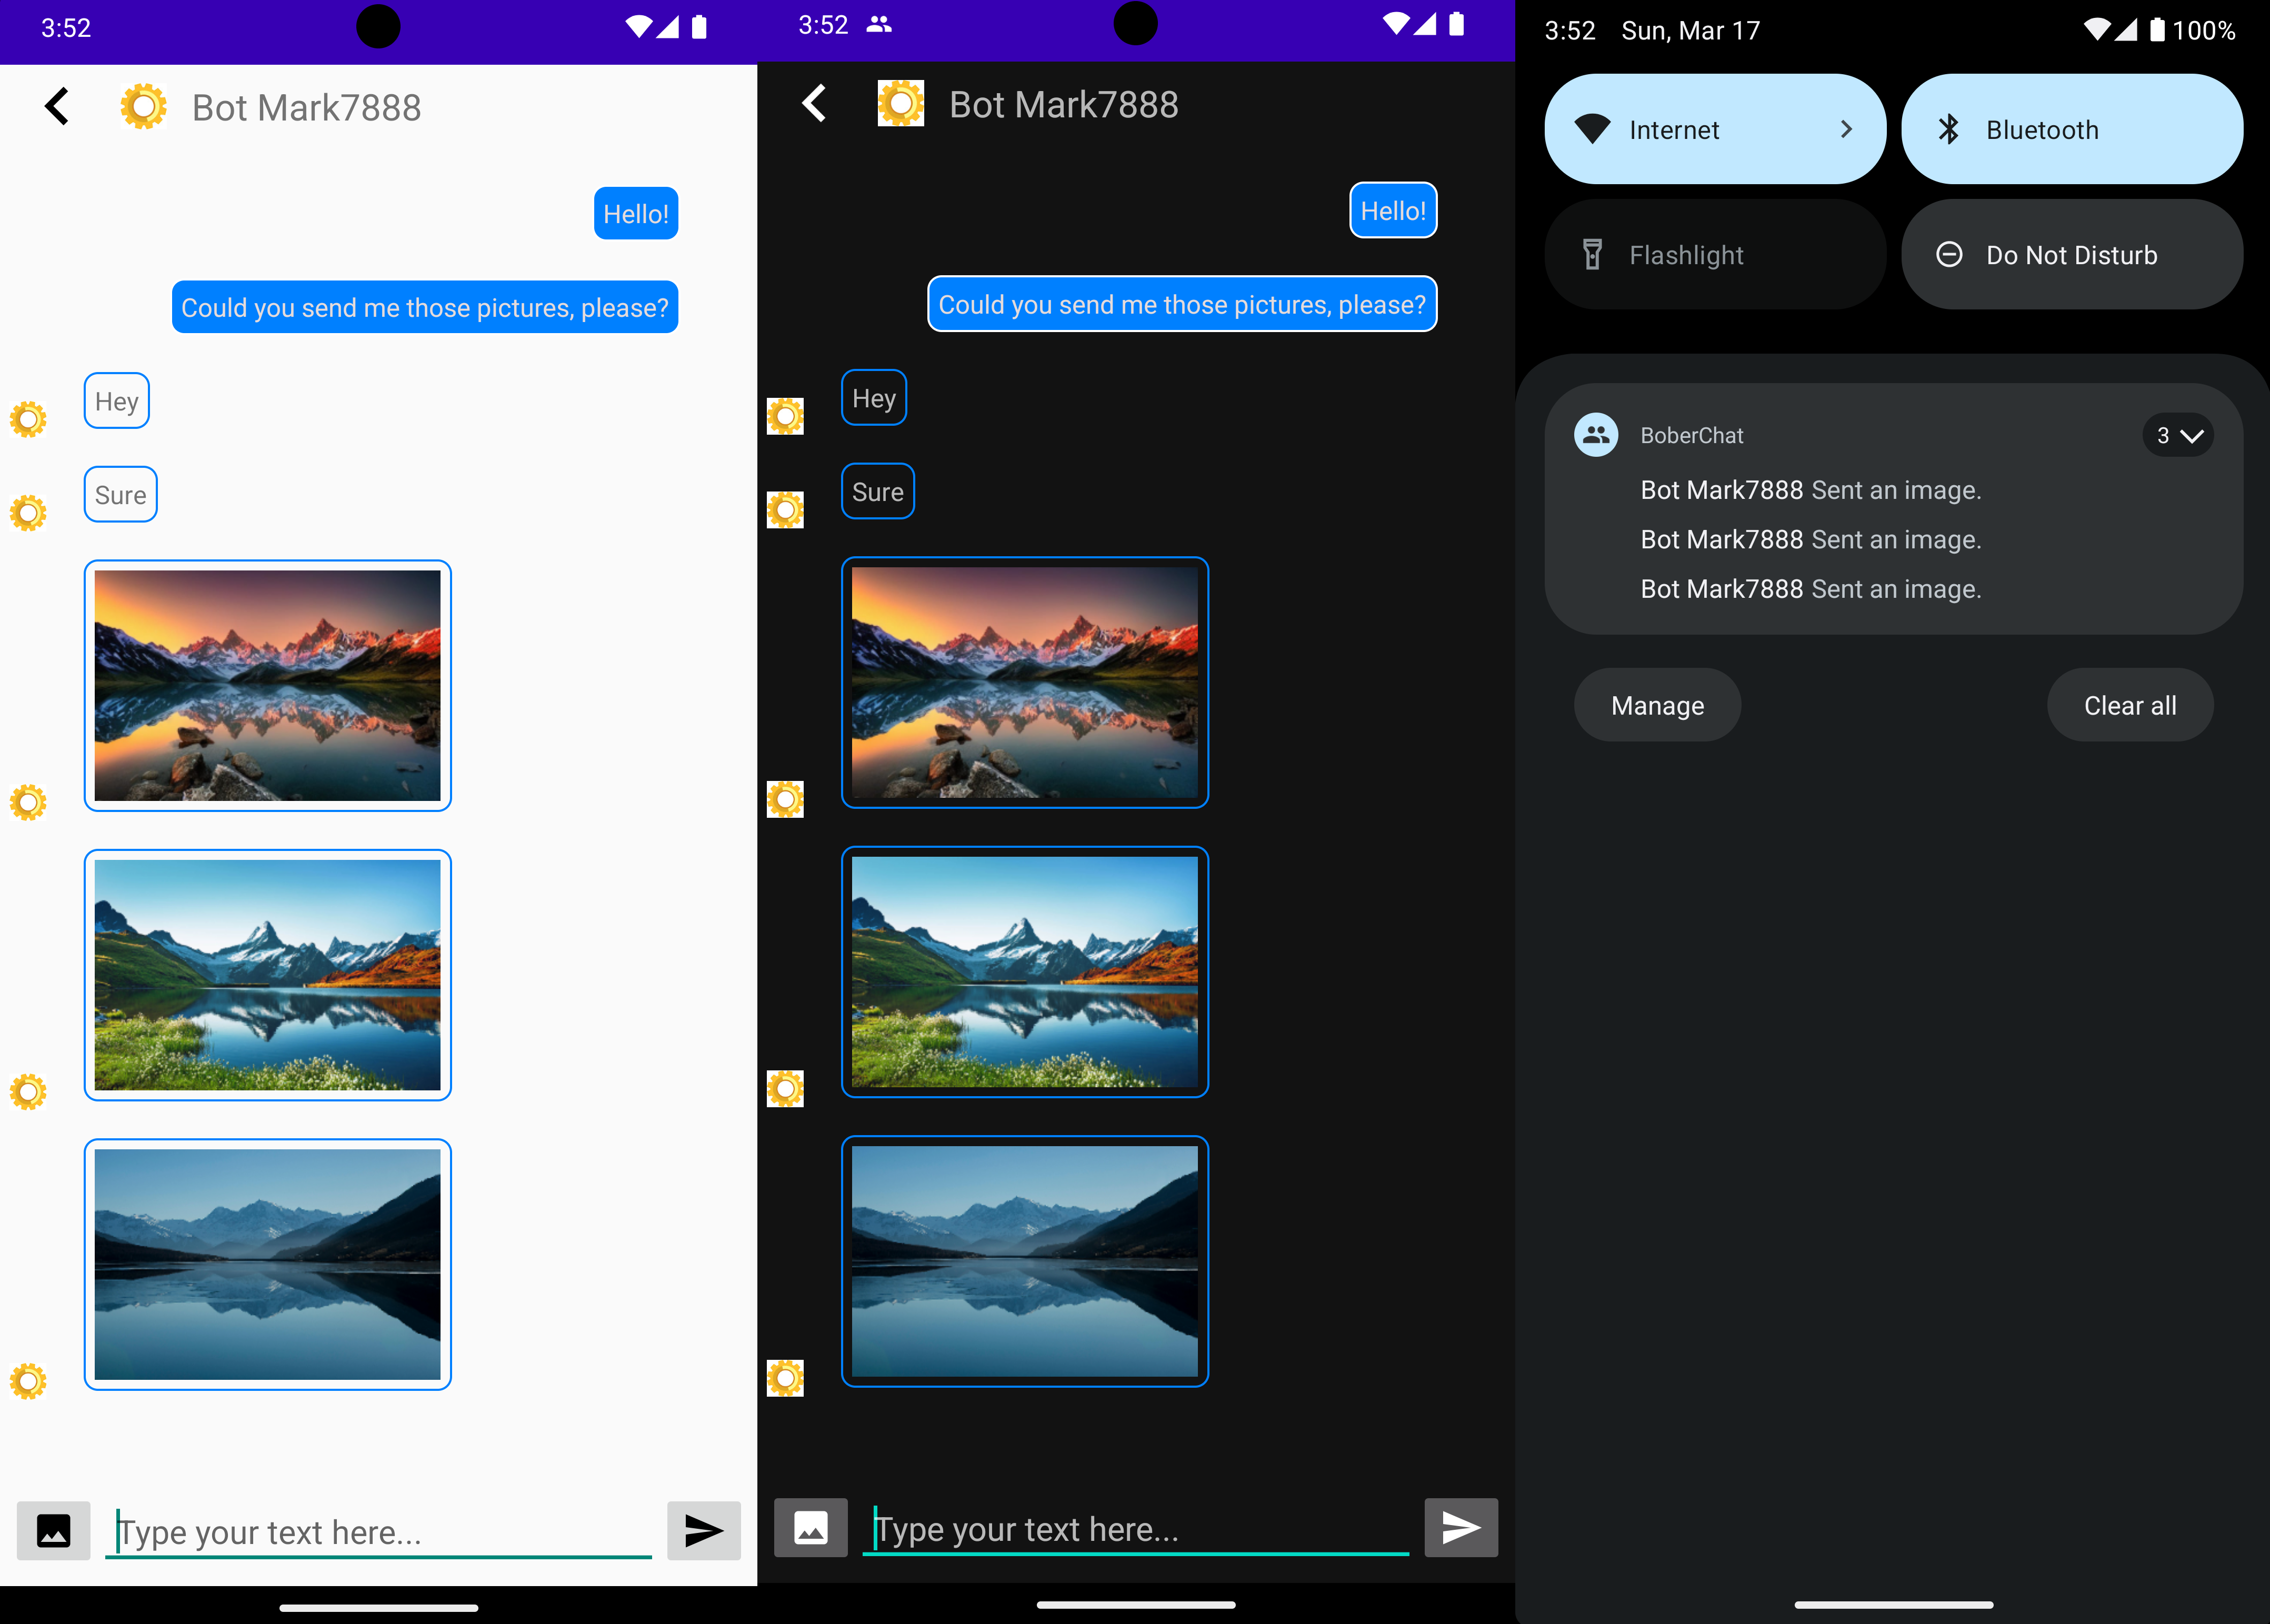 3:52
Bot Mark7888
Hello!
Could you send me those pictures, please?
Hey
Sure
Type your text here...
3:52
Bot Mark7888
Hello!
Could you send me those pictures, please?
Hey
Sure
Type your text here...
3:52 Sun, Mar 17 100%
Internet
Bluetooth
Flashlight
Do Not Disturb
BoberChat 3
Bot Mark7888 Sent an image.
Bot Mark7888 Sent an image.
Bot Mark7888 Sent an image.
Manage
Clear all